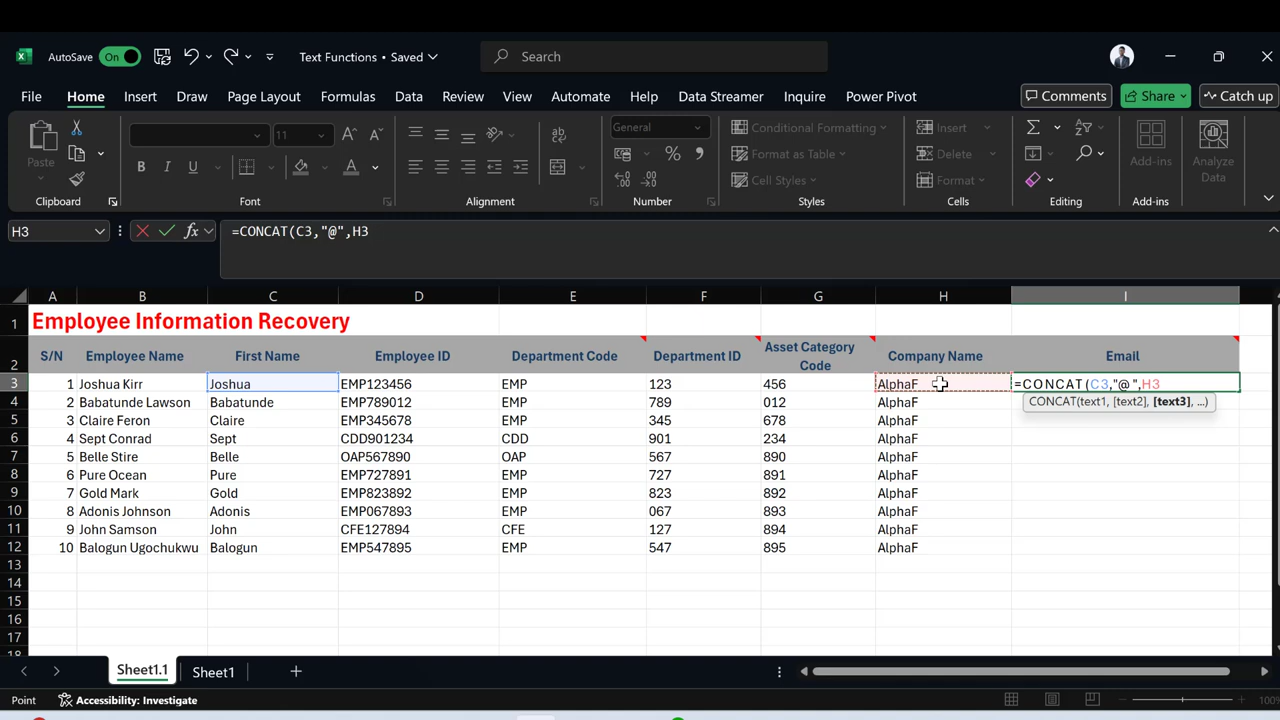 AutoSave On Text Functions • Saved Search
File Home Insert Draw Page Layout Formulas Data Review View Automate Help Data Streamer Inquire Power Pivot Comments Share Catch up
Paste
11
B I U
A
General
% 9
Conditional Formatting
Format as Table
Cell Styles
Insert
Delete
Format
Add-ins
Analyze
Data
Clipboard Font Alignment Number Styles Cells Editing Add-ins
H3 fx =CONCAT(C3,"@",H3
A B C D E F G H I
1 Employee Information Recovery
2 S/N Employee Name First Name Employee ID Department Code Department ID Asset Category Code Company Name Email
3 1 Joshua Kirr Joshua EMP123456 EMP 123 456 AlphaF =CONCAT(C3,"@",H3
CONCAT(text1, [text2], [text3], ...)
4 2 Babatunde Lawson Babatunde EMP789012 EMP 789 012 AlphaF
5 3 Claire Feron Claire EMP345678 EMP 345 678 AlphaF
6 4 Sept Conrad Sept CDD901234 CDD 901 234 AlphaF
7 5 Belle Stire Belle OAP567890 OAP 567 890 AlphaF
8 6 Pure Ocean Pure EMP727891 EMP 727 891 AlphaF
9 7 Gold Mark Gold EMP823892 EMP 823 892 AlphaF
10 8 Adonis Johnson Adonis EMP067893 EMP 067 893 AlphaF
11 9 John Samson John CFE127894 CFE 127 894 AlphaF
12 10 Balogun Ugochukwu Balogun EMP547895 EMP 547 895 AlphaF
13
14
15
16
17
18
Sheet1.1 Sheet1
Point Accessibility: Investigate 100%